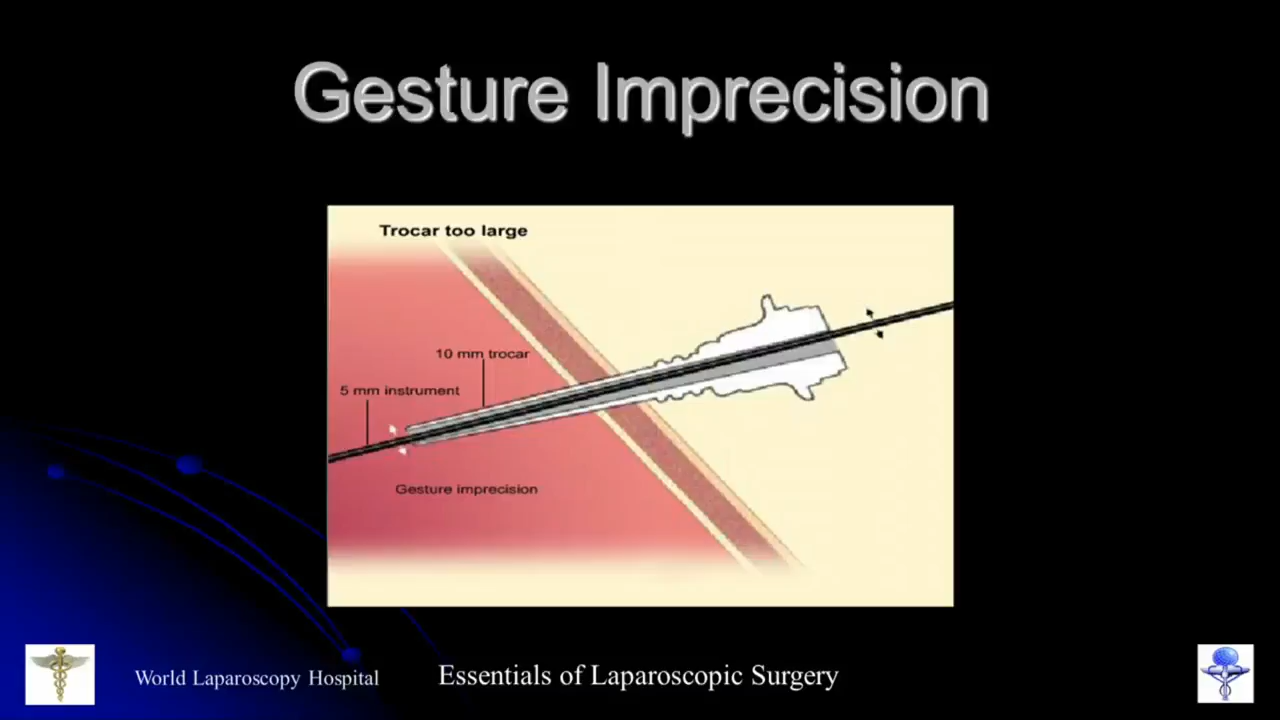 Gesture Imprecision
Trocar too large
10 mm trocar
5 mm instrument
Gesture imprecision
World Laparoscopy Hospital
Essentials of Laparoscopic Surgery